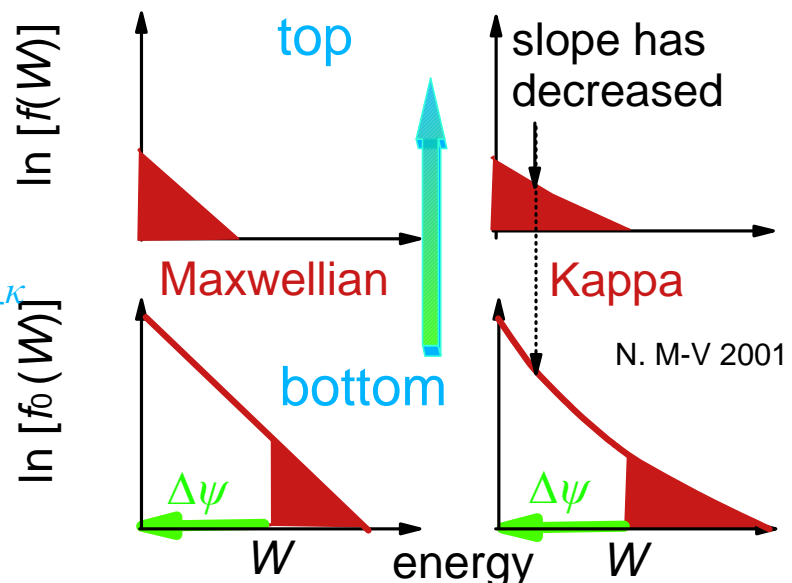 top
slope has
decreased
ln [f(W)]
Maxwellian
Kappa
κ
ln [f0 (W)]
N. M-V 2001
bottom
Δψ
Δψ
W
energy
W